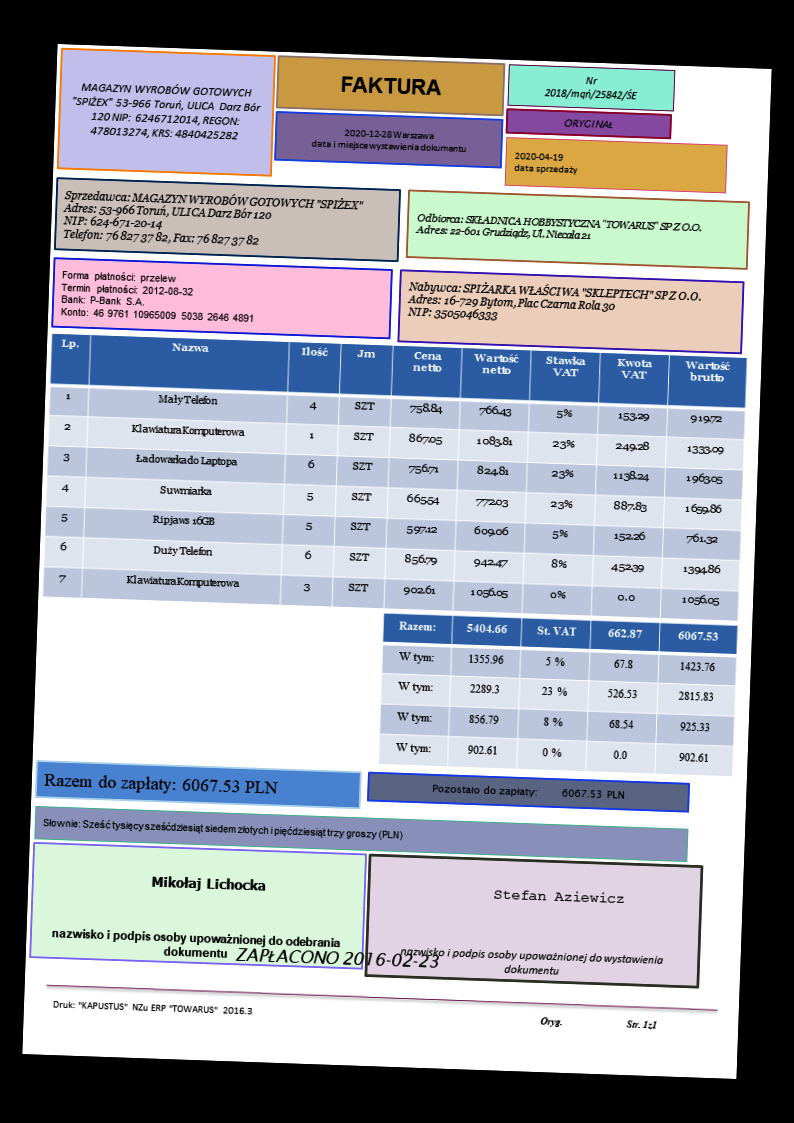 MAGAZYN WYROBÓW GOTOWYCH
"SPIŻEX" 53-966 Toruń, ULICA Darz Bór
120 NIP: 6246712014, REGON:
478013274, KRS: 4840425282
FAKTURA
2020-12-28 Warszawa
data i miejsce wystawienia dokumentu
Nr
2018/mqń/25842/ŚE
ORYGINAŁ
2020-04-19
data sprzedaży
Sprzedawca: MAGAZYN WYROBÓW GOTOWYCH "SPIŻEX"
Adres: 53-966 Toruń, ULICA Darz Bór 120
NIP: 624-671-20-14
Telefon: 76 827 37 82, Fax: 76 827 37 82
Odbiorca: SKŁADNICA HOBBYSTYCZNA "TOWARUS" SP Z O.O.
Adres: 22-601 Grudziądz, Ul. Niecała 21
Forma płatności: przelew
Termin płatności: 2012-08-32
Bank: P-Bank S.A.
Konto: 46 9761 10965009 5038 2646 4891
Nabywca: SPIŻARKA WŁAŚCIWA "SKLEPTECH" SP Z O.O.
Adres: 16-729 Bytom, Plac Czarna Rola 30
NIP: 3505046333
Lp. Nazwa Ilość Jm Cena netto Wartość netto Stawka VAT Kwota VAT Wartość brutto
1 Mały Telefon 4 SZT 758.84 766.43 5% 153.29 919.72
2 Klawiatura Komputerowa 1 SZT 867.05 1083.81 23% 249.28 1333.09
3 Ładowarka do Laptopa 6 SZT 756.71 824.81 23% 1138.24 1963.05
4 Suwmiarka 5 SZT 665.54 772.03 23% 887.83 1659.86
5 Ripjaws 16GB 5 SZT 597.12 609.06 5% 152.26 761.32
6 Duży Telefon 6 SZT 856.79 942.47 8% 452.39 1394.86
7 Klawiatura Komputerowa 3 SZT 902.61 1056.05 0% 0.0 1056.05
Razem: 5404.66 St. VAT 662.87 6067.53
W tym: 1355.96 5 % 67.8 1423.76
W tym: 2289.3 23 % 526.53 2815.83
W tym: 856.79 8 % 68.54 925.33
W tym: 902.61 0 % 0.0 902.61
Razem do zapłaty: 6067.53 PLN
Pozostało do zapłaty: 6067.53 PLN
Słownie: Sześć tysięcy sześćdziesiąt siedem złotych i pięćdziesiąt trzy groszy (PLN)
Mikołaj Lichocka
nazwisko i podpis osoby upoważnionej do odebrania
dokumentu
Stefan Aziewicz
nazwisko i podpis osoby upoważnionej do wystawienia
dokumentu
ZAPŁACONO 2016-02-23
Druk: "KAPUSTUS" NZu ERP "TOWARUS" 2016.3
Oryg.
Str. 1z1